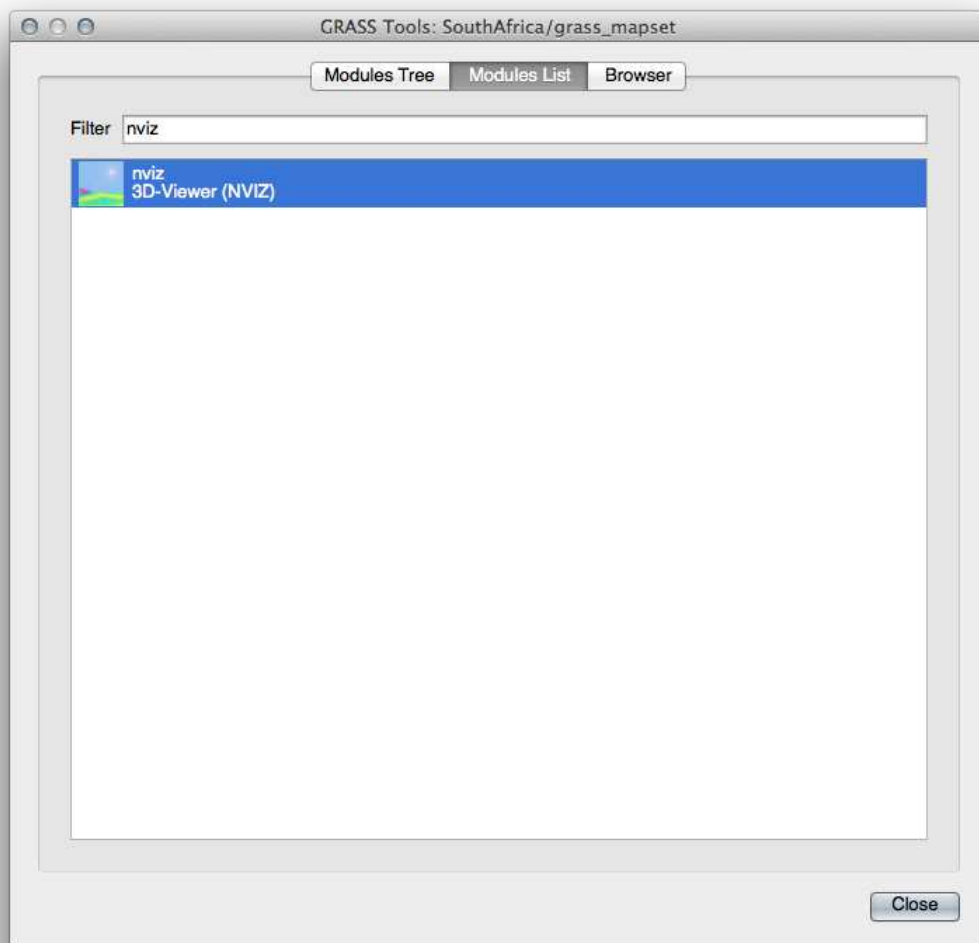 GRASS Tools: SouthAfrica/grass_mapset
Modules Tree Modules List Browser
Filter nviz
nviz
3D-Viewer (NVIZ)
Close